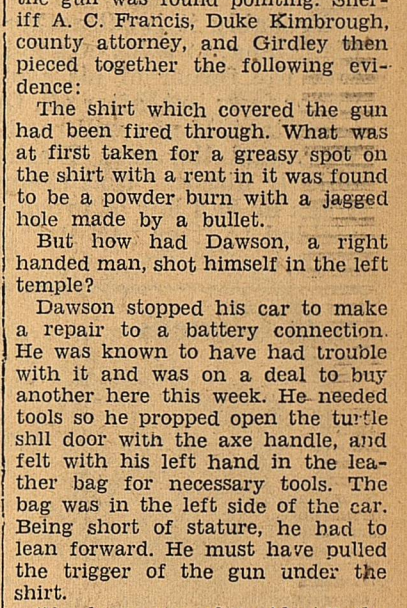 the gun was found pointing. Sher-
iff A. C. Francis, Duke Kimbrough,
county attorney, and Girdley then
pieced together the following evi-
dence:
The shirt which covered the gun
had been fired through. What was
at first taken for a greasy spot on
the shirt with a rent in it was found
to be a powder burn with a jagged
hole made by a bullet.
But how had Dawson, a right
handed man, shot himself in the left
temple?
Dawson stopped his car to make
a repair to a battery connection.
He was known to have had trouble
with it and was on a deal to buy
another here this week. He needed
tools so he propped open the turtle
shll door with the axe handle, and
felt with his left hand in the lea-
ther bag for necessary tools. The
bag was in the left side of the car.
Being short of stature, he had to
lean forward. He must have pulled
the trigger of the gun under the
shirt.